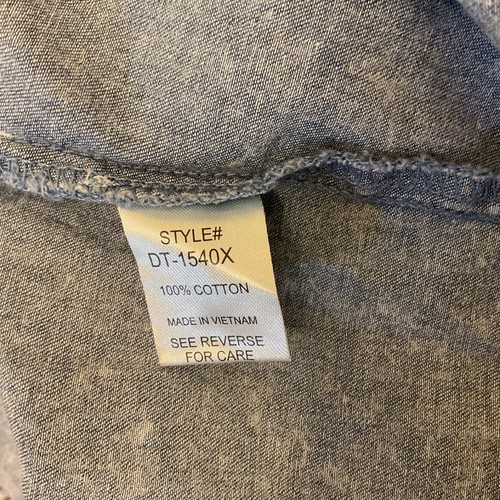 STYLE#
DT-1540X
100% COTTON
MADE IN VIETNAM
SEE REVERSE
FOR CARE